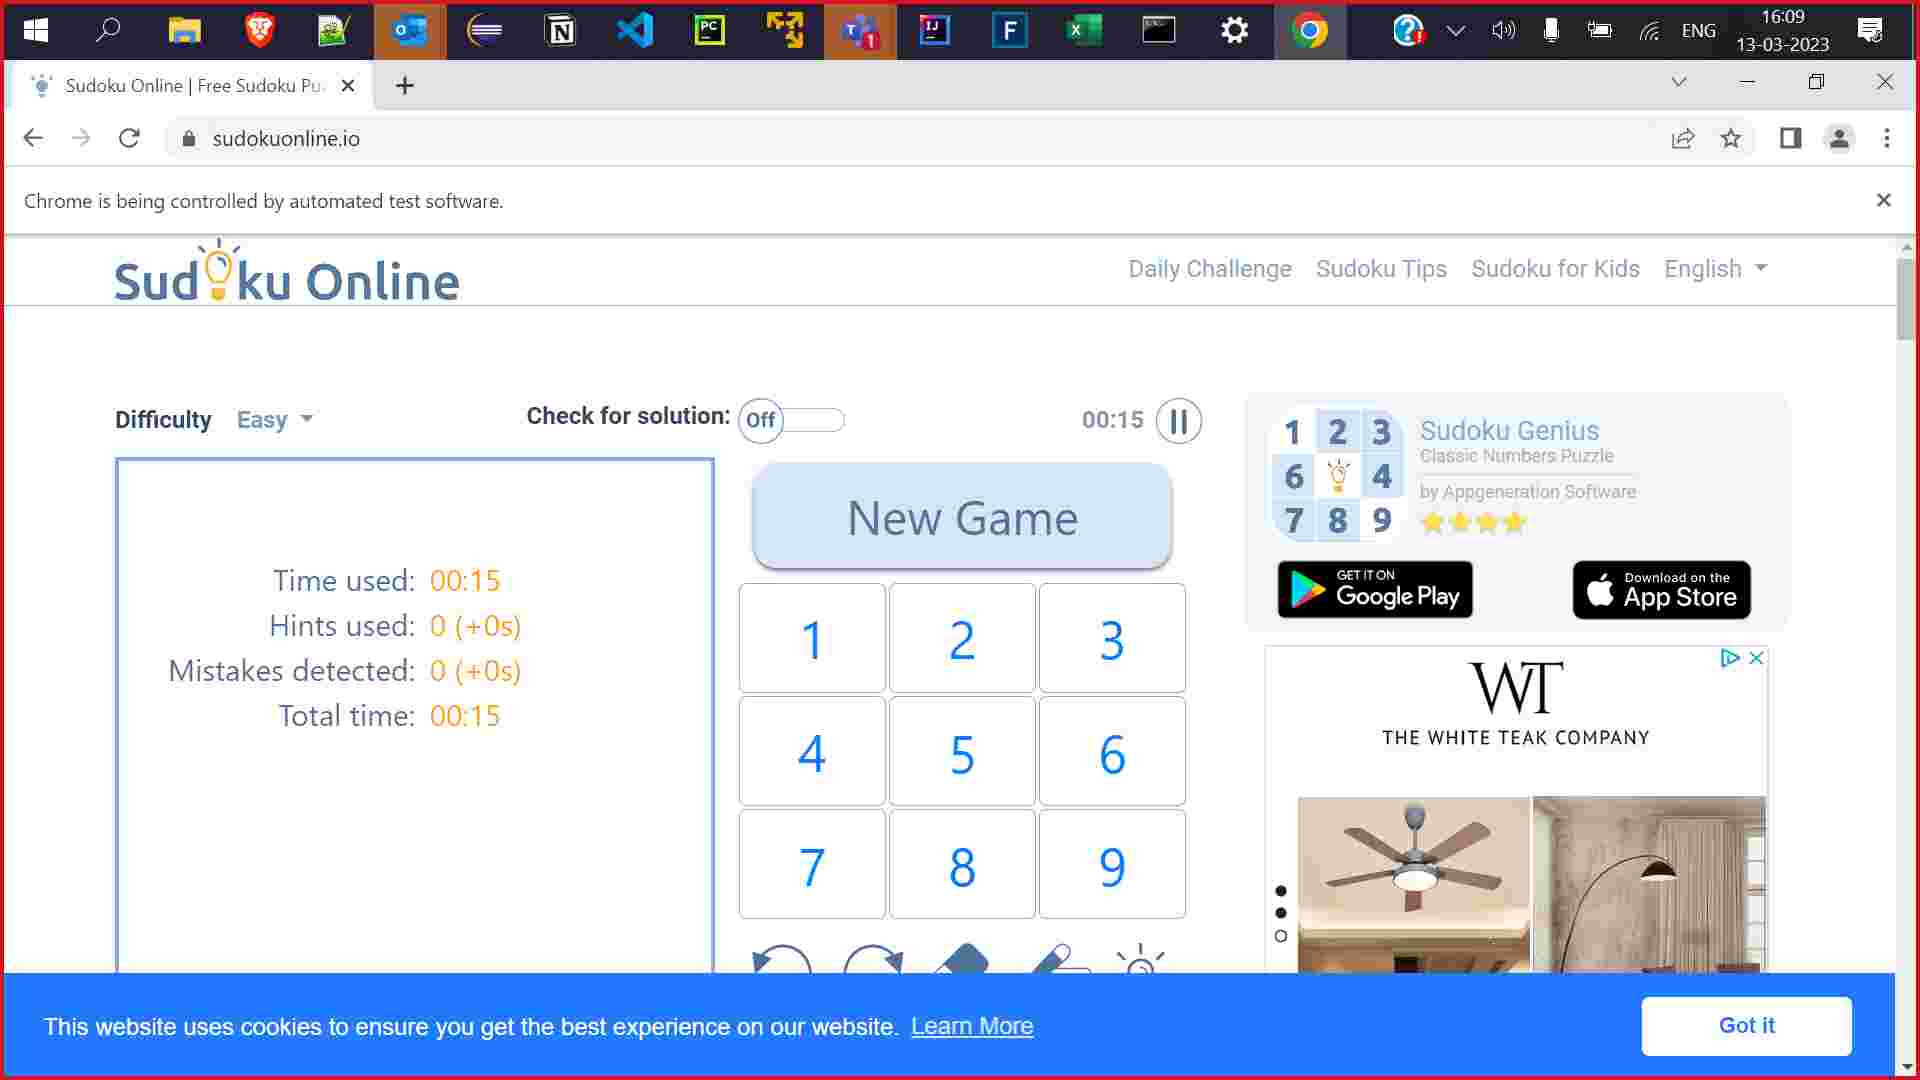 ENG
16:09
13-03-2023
Sudoku Online | Free Sudoku Pu
sudokuonline.io
Chrome is being controlled by automated test software.
Sudoku Online
Daily Challenge Sudoku Tips Sudoku for Kids English
Difficulty Easy
Check for solution: Off
00:15
Time used: 00:15
Hints used: 0 (+0s)
Mistakes detected: 0 (+0s)
Total time: 00:15
New Game
1 2 3
4 5 6
7 8 9
1 2 3
6 4
7 8 9
Sudoku Genius
Classic Numbers Puzzle
by Appgeneration Software
GET IT ON
Google Play
Download on the
App Store
WT
THE WHITE TEAK COMPANY
This website uses cookies to ensure you get the best experience on our website. Learn More
Got it